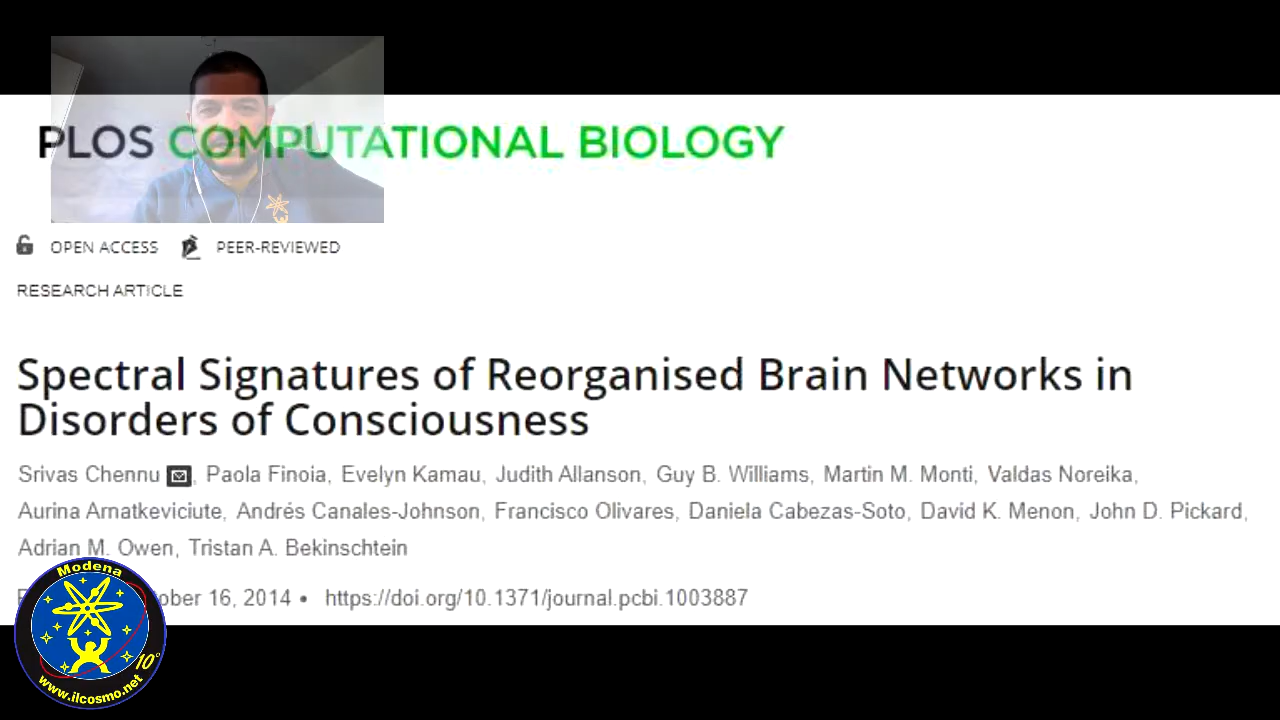 PLOS COMPUTATIONAL BIOLOGY
OPEN ACCESS PEER-REVIEWED
RESEARCH ARTICLE
Spectral Signatures of Reorganised Brain Networks in
Disorders of Consciousness
Srivas Chennu, Paola Finoia, Evelyn Kamau, Judith Allanson, Guy B. Williams, Martin M. Monti, Valdas Noreika,
Aurina Arnatkeviciute, Andrés Canales-Johnson, Francisco Olivares, Daniela Cabezas-Soto, David K. Menon, John D. Pickard,
Adrian M. Owen, Tristan A. Bekinschtein
tober 16, 2014 • https://doi.org/10.1371/journal.pcbi.1003887
Modena
10°
www.ilcosmo.net